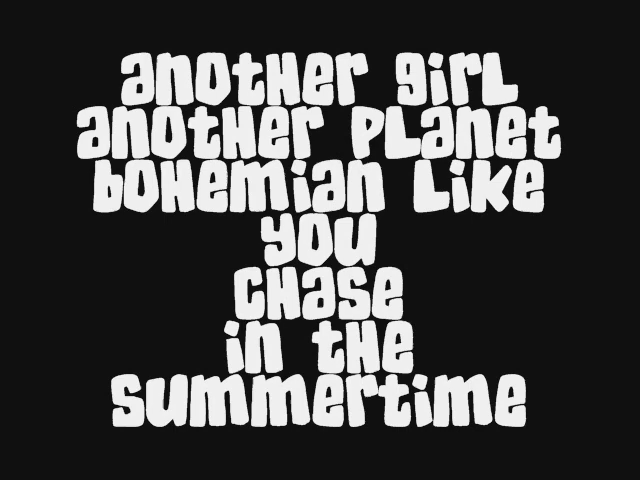 another girl
another planet
bohemian like
you
chase
in the
summertime